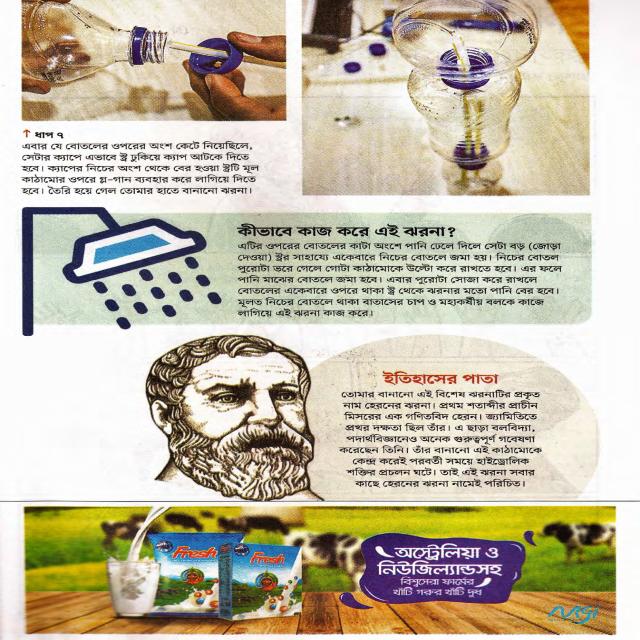 ↑ ধাপ ৭
এবার যে বোতলের ওপরের অংশ কেটে নিয়েছিলে,
সেটার ক্যাপে এভাবে স্ট্র ঢুকিয়ে ক্যাপ আটকে দিতে
হবে। ক্যাপের নিচের অংশ থেকে বের হওয়া স্ট্রটি মূল
কাঠামোর ওপরে গ্লু-গান ব্যবহার করে লাগিয়ে দিতে
হবে। তৈরি হয়ে গেল তোমার হাতে বানানো ঝরনা।
কীভাবে কাজ করে এই ঝরনা?
এটির ওপরের বোতলের কাটা অংশে পানি ঢেলে দিলে সেটা বড় (জোড়া
দেওয়া) স্ট্রর সাহায্যে একেবারে নিচের বোতলে জমা হয়। নিচের বোতল
পুরোটা ভরে গেলে গোটা কাঠামোকে উল্টো করে রাখতে হবে। এর ফলে
পানি মাঝের বোতলে জমা হবে। এবার পুরোটা সোজা করে রাখলে
বোতলের একেবারে ওপরে থাকা স্ট্র থেকে ঝরনার মতো পানি বের হবে।
মূলত নিচের বোতলে থাকা বাতাসের চাপ ও মহাকর্ষীয় বলকে কাজে
লাগিয়ে এই ঝরনা কাজ করে।
ইতিহাসের পাতা
তোমার বানানো এই বিশেষ ঝরনাটির প্রকৃত
নাম হেরনের ঝরনা। প্রথম শতাব্দীর প্রাচীন
মিসরের এক গণিতবিদ হেরন। জ্যামিতিতে
প্রখর দক্ষতা ছিল তাঁর। এ ছাড়া বলবিদ্যা,
পদার্থবিজ্ঞানেও অনেক গুরুত্বপূর্ণ গবেষণা
করেছেন তিনি। তাঁর বানানো এই কাঠামোকে
কেন্দ্র করেই পরবর্তী সময়ে হাইড্রোলিক
শক্তির প্রচলন ঘটে। তাই এই ঝরনা সবার
কাছে হেরনের ঝরনা নামেই পরিচিত।
Fresh Fresh
অস্ট্রেলিয়া ও
নিউজিল্যান্ডসহ
বিশ্বসেরা ফার্মের
খাঁটি গরুর খাঁটি দুধ